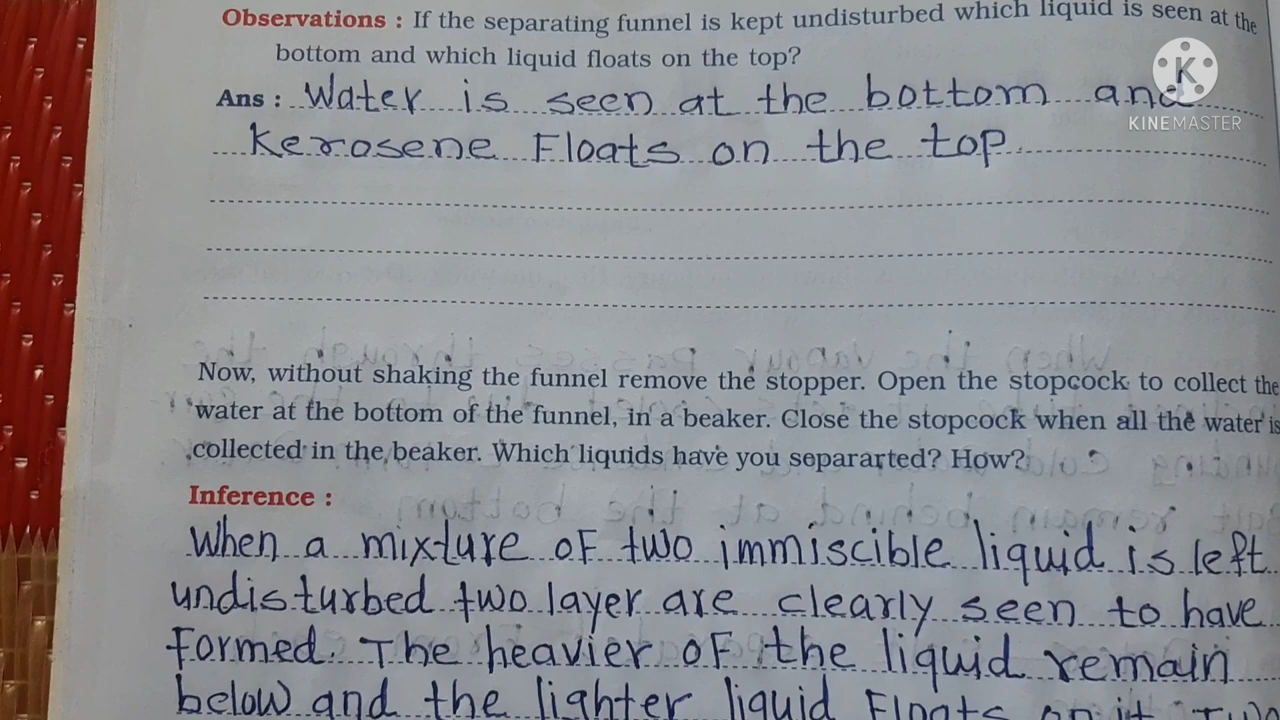 Observations : If the separating funnel is kept undisturbed which liquid is seen at the
bottom and which liquid floats on the top?
K
KINEMASTER
Ans : Water is seen at the bottom and
Kerosene Floats on the top
Now, without shaking the funnel remove the stopper. Open the stopcock to collect the
water at the bottom of the funnel, in a beaker. Close the stopcock when all the water is
collected in the beaker. Which liquids have you separarted? How?
Inference :
When a mixture of two immiscible liquid is left
undisturbed two layer are clearly seen to have
formed. The heavier of the liquid remain
below and the lighter liquid Floats on it.